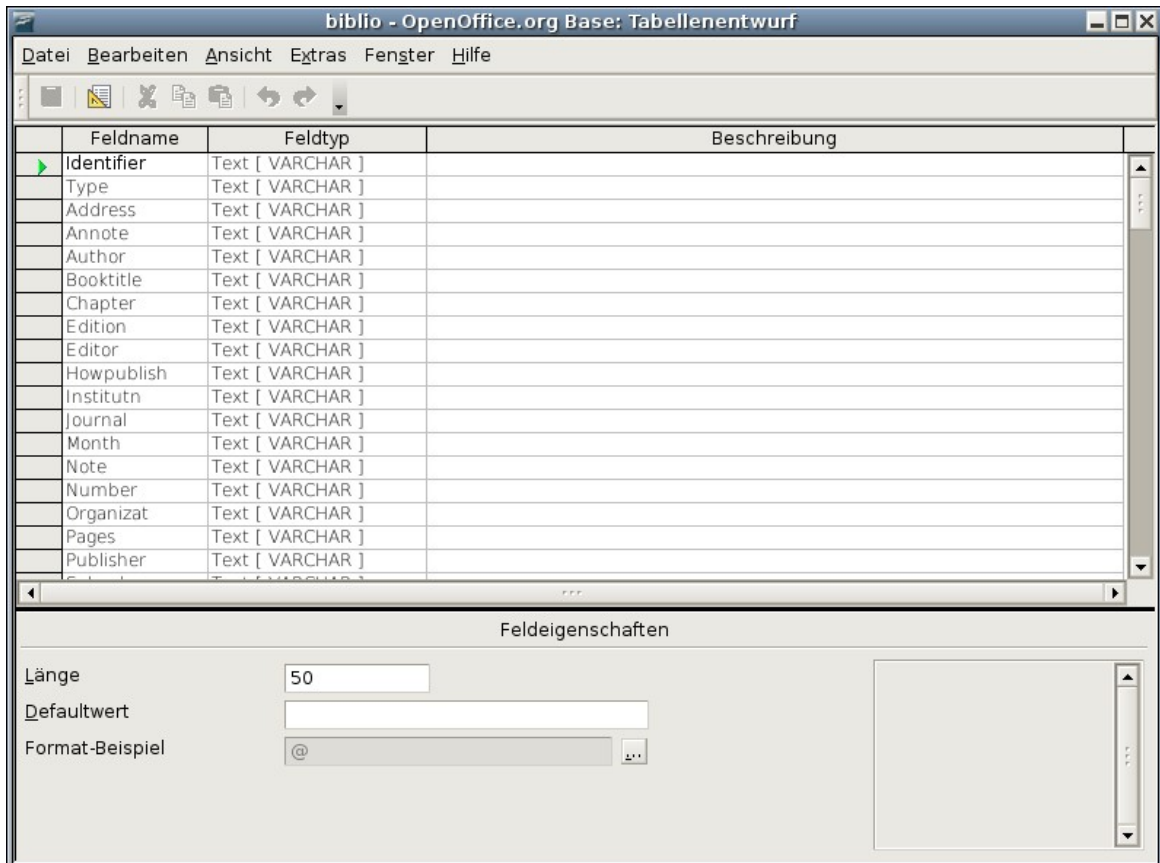 biblio - OpenOffice.org Base: Tabellenentwurf
Datei Bearbeiten Ansicht Extras Fenster Hilfe
Feldname Feldtyp Beschreibung
Identifier Text [ VARCHAR ]
Type Text [ VARCHAR ]
Address Text [ VARCHAR ]
Annote Text [ VARCHAR ]
Author Text [ VARCHAR ]
Booktitle Text [ VARCHAR ]
Chapter Text [ VARCHAR ]
Edition Text [ VARCHAR ]
Editor Text [ VARCHAR ]
Howpublish Text [ VARCHAR ]
Institutn Text [ VARCHAR ]
Journal Text [ VARCHAR ]
Month Text [ VARCHAR ]
Note Text [ VARCHAR ]
Number Text [ VARCHAR ]
Organizat Text [ VARCHAR ]
Pages Text [ VARCHAR ]
Publisher Text [ VARCHAR ]
Feldeigenschaften
Länge 50
Defaultwert
Format-Beispiel @ ...